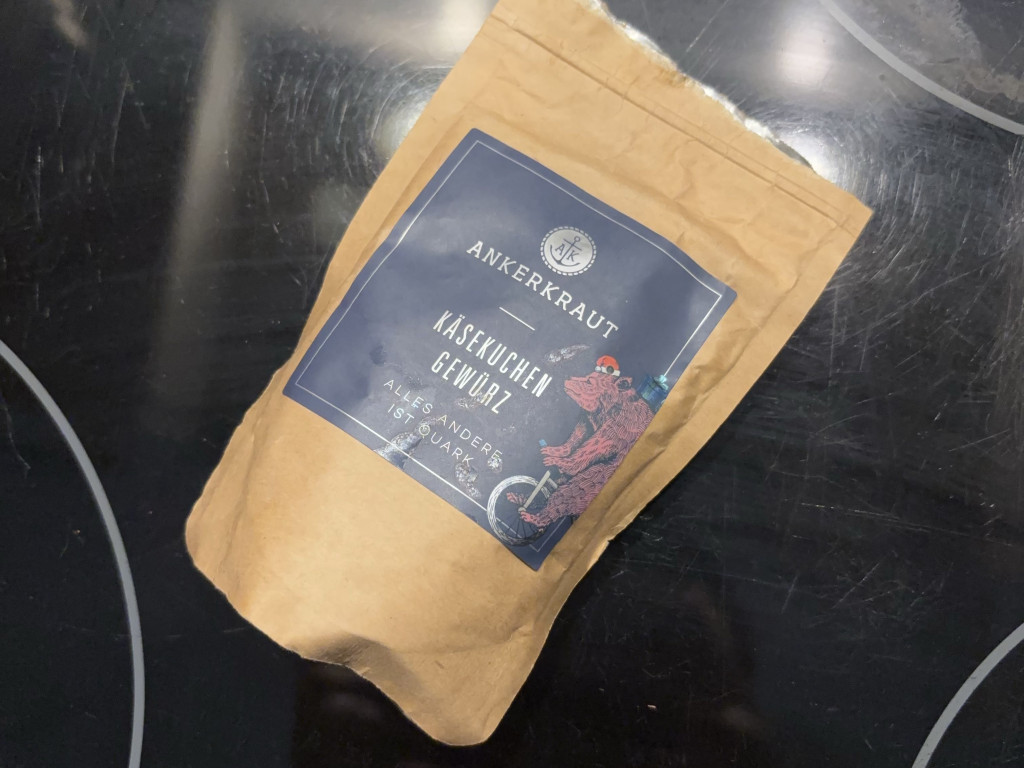 A K
ANKERKRAUT
KÄSEKUCHEN
GEWÜRZ
ALLES ANDERE
IST QUARK